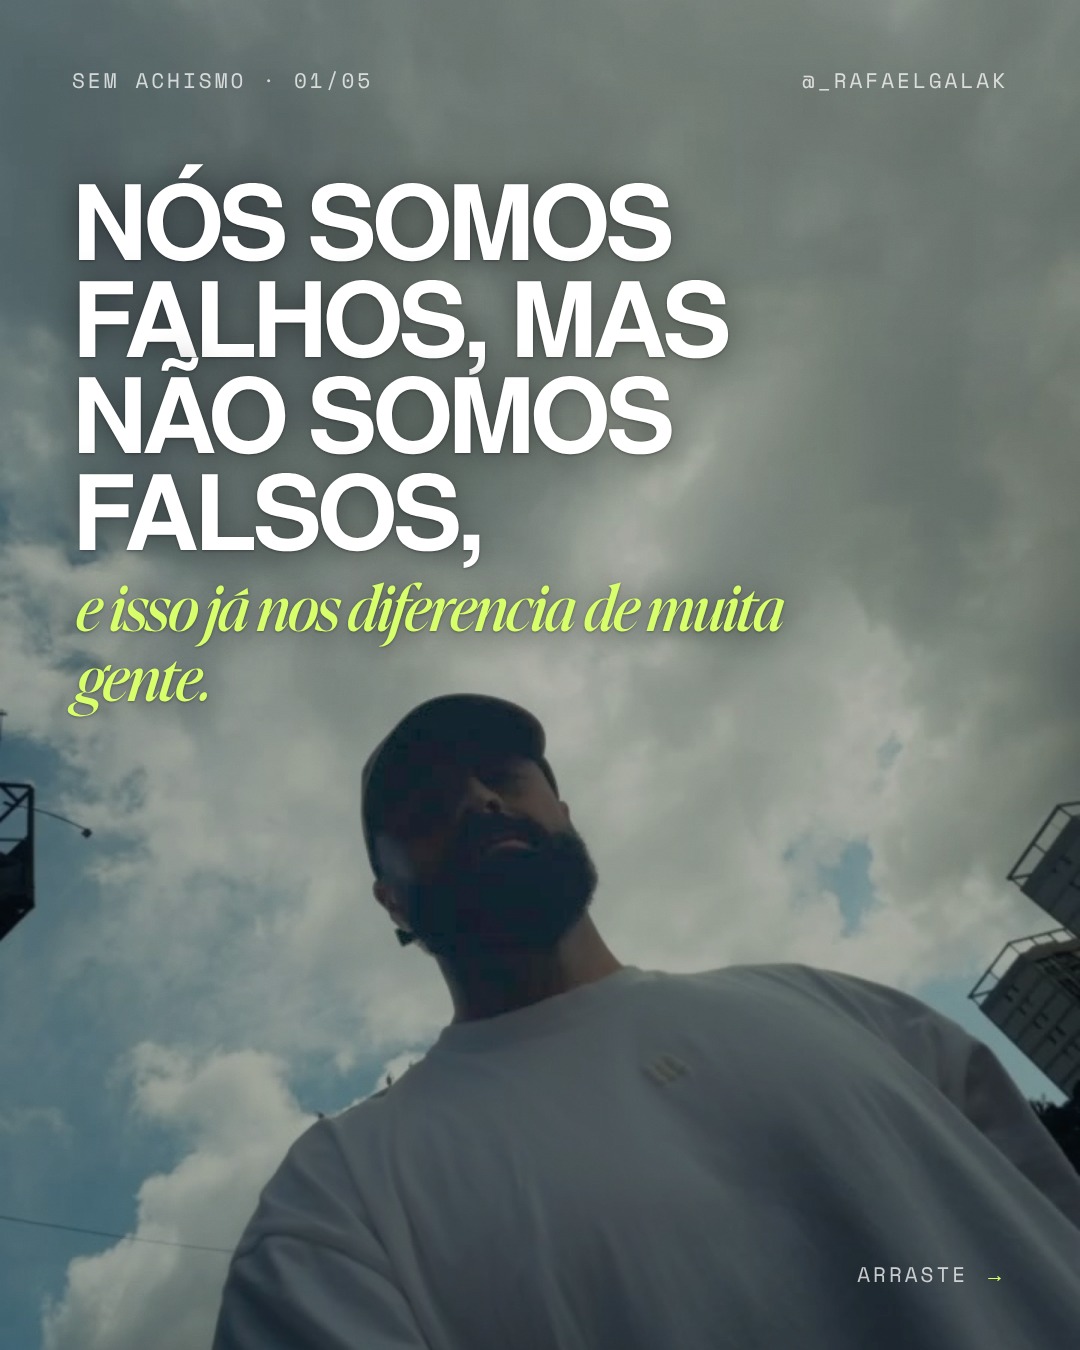 SEM ACHISMO · 01/05
@_RAFAELGALAK
NÓS SOMOS
FALHOS, MAS
NÃO SOMOS
FALSOS,
e isso já nos diferencia de muita
gente.
ARRASTE →